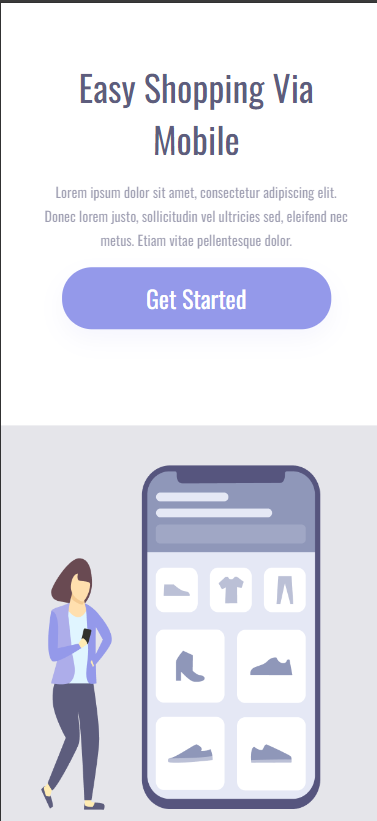 Easy Shopping Via
Mobile
Lorem ipsum dolor sit amet, consectetur adipiscing elit.
Donec lorem justo, sollicitudin vel ultricies sed, eleifend nec
metus. Etiam vitae pellentesque dolor.
Get Started